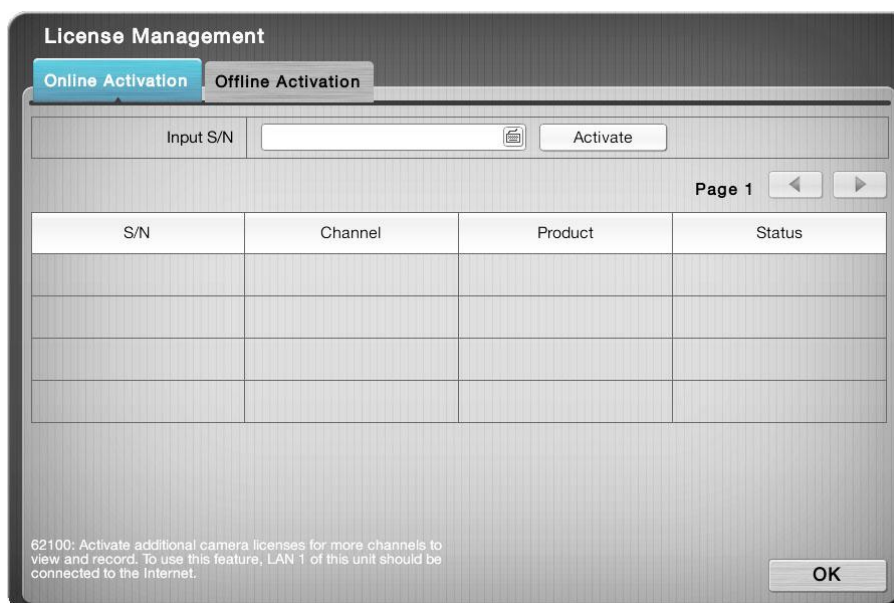 License Management
Online Activation Offline Activation
Input S/N Activate
Page 1
S/N Channel Product Status
62100: Activate additional camera licenses for more channels to
view and record. To use this feature, LAN 1 of this unit should be
connected to the Internet.
OK